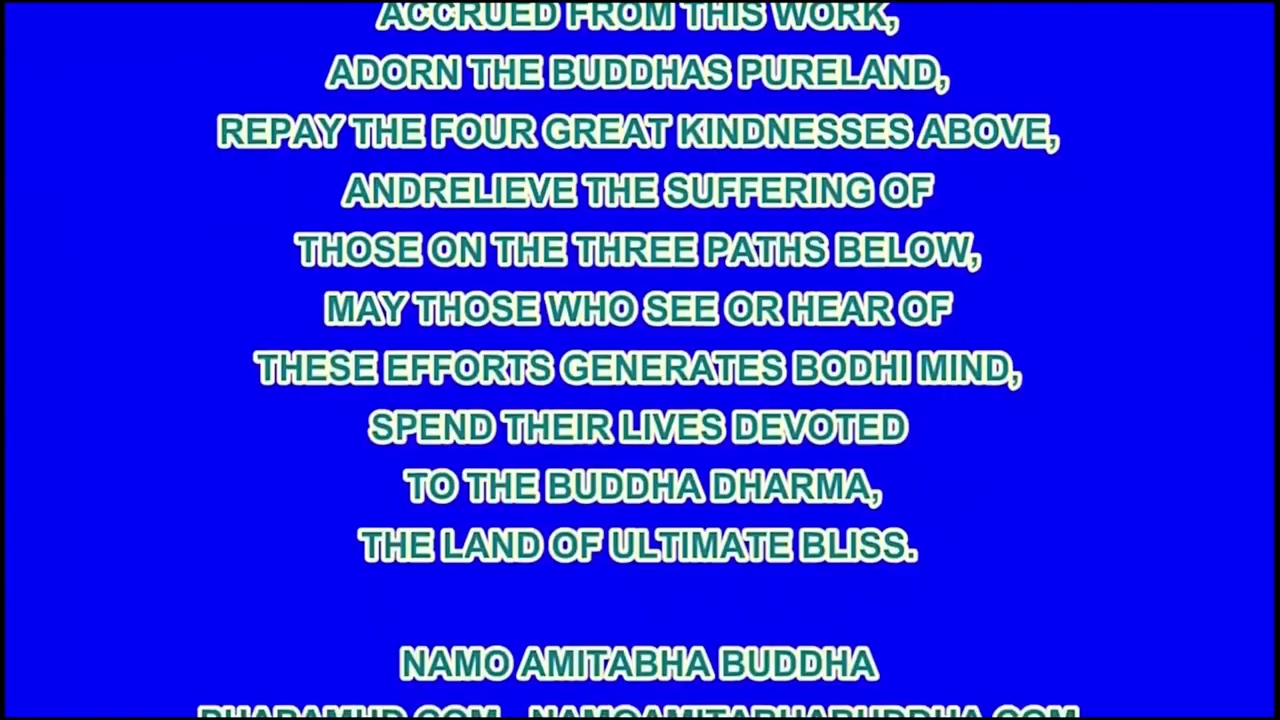 ACCRUED FROM THIS WORK,
ADORN THE BUDDHAS PURELAND,
REPAY THE FOUR GREAT KINDNESSES ABOVE,
ANDRELIEVE THE SUFFERING OF
THOSE ON THE THREE PATHS BELOW,
MAY THOSE WHO SEE OR HEAR OF
THESE EFFORTS GENERATES BODHI MIND,
SPEND THEIR LIVES DEVOTED
TO THE BUDDHA DHARMA,
THE LAND OF ULTIMATE BLISS.
NAMO AMITABHA BUDDHA
NAMOAMITABHABUDDHA.COM